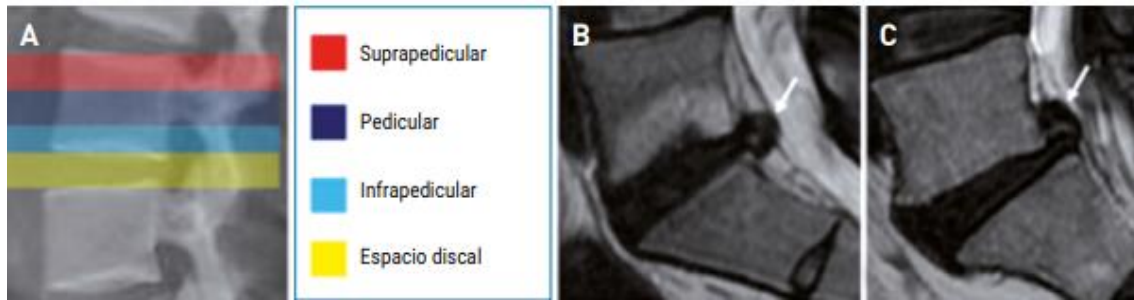 A
Suprapedicular
Pedicular
Infrapedicular
Espacio discal
B
C